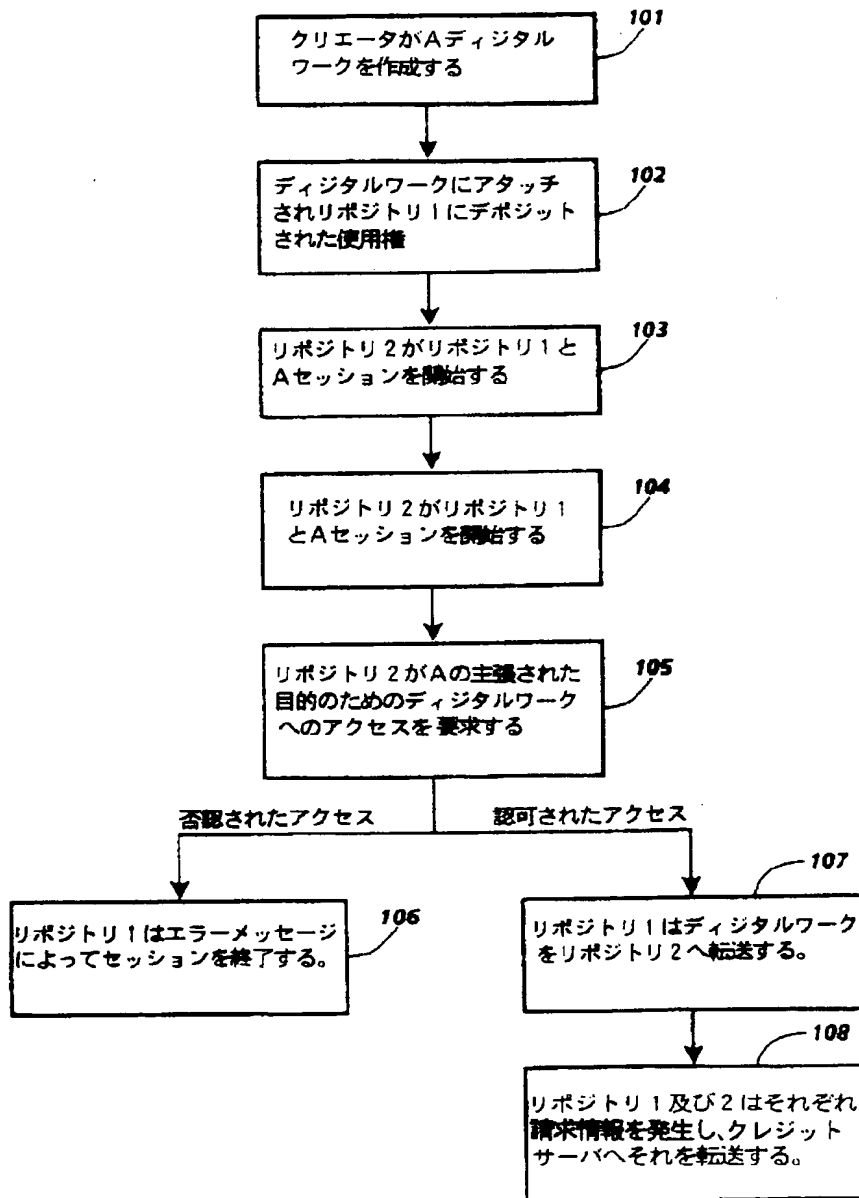 クリエータがAディジタル
ワークを作成する
101
ディジタルワークにアタッチ
されリポジトリ1にデポジット
された使用権
102
リポジトリ2がリポジトリ1と
Aセッションを開始する
103
リポジトリ2がリポジトリ1
とAセッションを開始する
104
リポジトリ2がAの主張された
目的のためのディジタルワーク
へのアクセスを要求する
105
否認されたアクセス
認可されたアクセス
リポジトリ1はエラーメッセージ
によってセッションを終了する。
106
107
リポジトリ1はディジタルワーク
をリポジトリ2へ転送する。
108
リポジトリ1及び2はそれぞれ
請求情報を発生し、クレジット
サーバへそれを転送する。